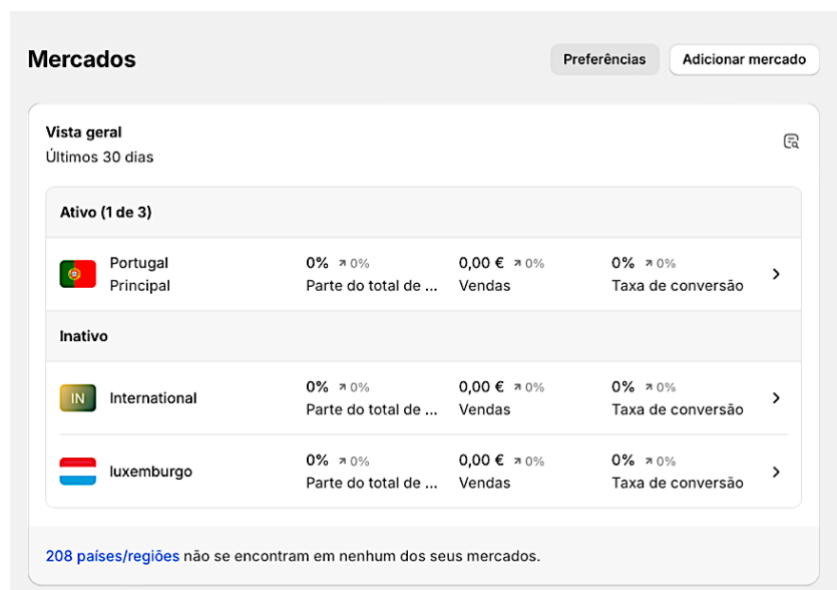 Mercados
Preferências
Adicionar mercado
Vista geral
Últimos 30 dias
Ativo (1 de 3)
Portugal
Principal
0% 0%
Parte do total de ...
0,00 € 0%
Vendas
0% 0%
Taxa de conversão
Inativo
IN
International
0% 0%
Parte do total de ...
0,00 € 0%
Vendas
0% 0%
Taxa de conversão
luxemburgo
0% 0%
Parte do total de ...
0,00 € 0%
Vendas
0% 0%
Taxa de conversão
208 países/regiões não se encontram em nenhum dos seus mercados.